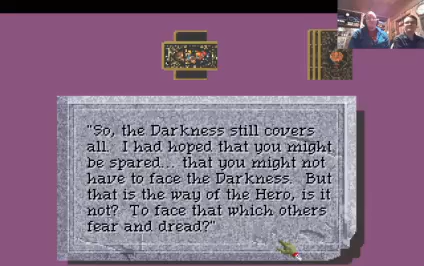 "So, the Darkness still covers
all.  I had hoped that you might
be spared... that you might not
have to face the Darkness.  But
that is the way of the Hero, is it
not?  To face that which others
fear and dread?"